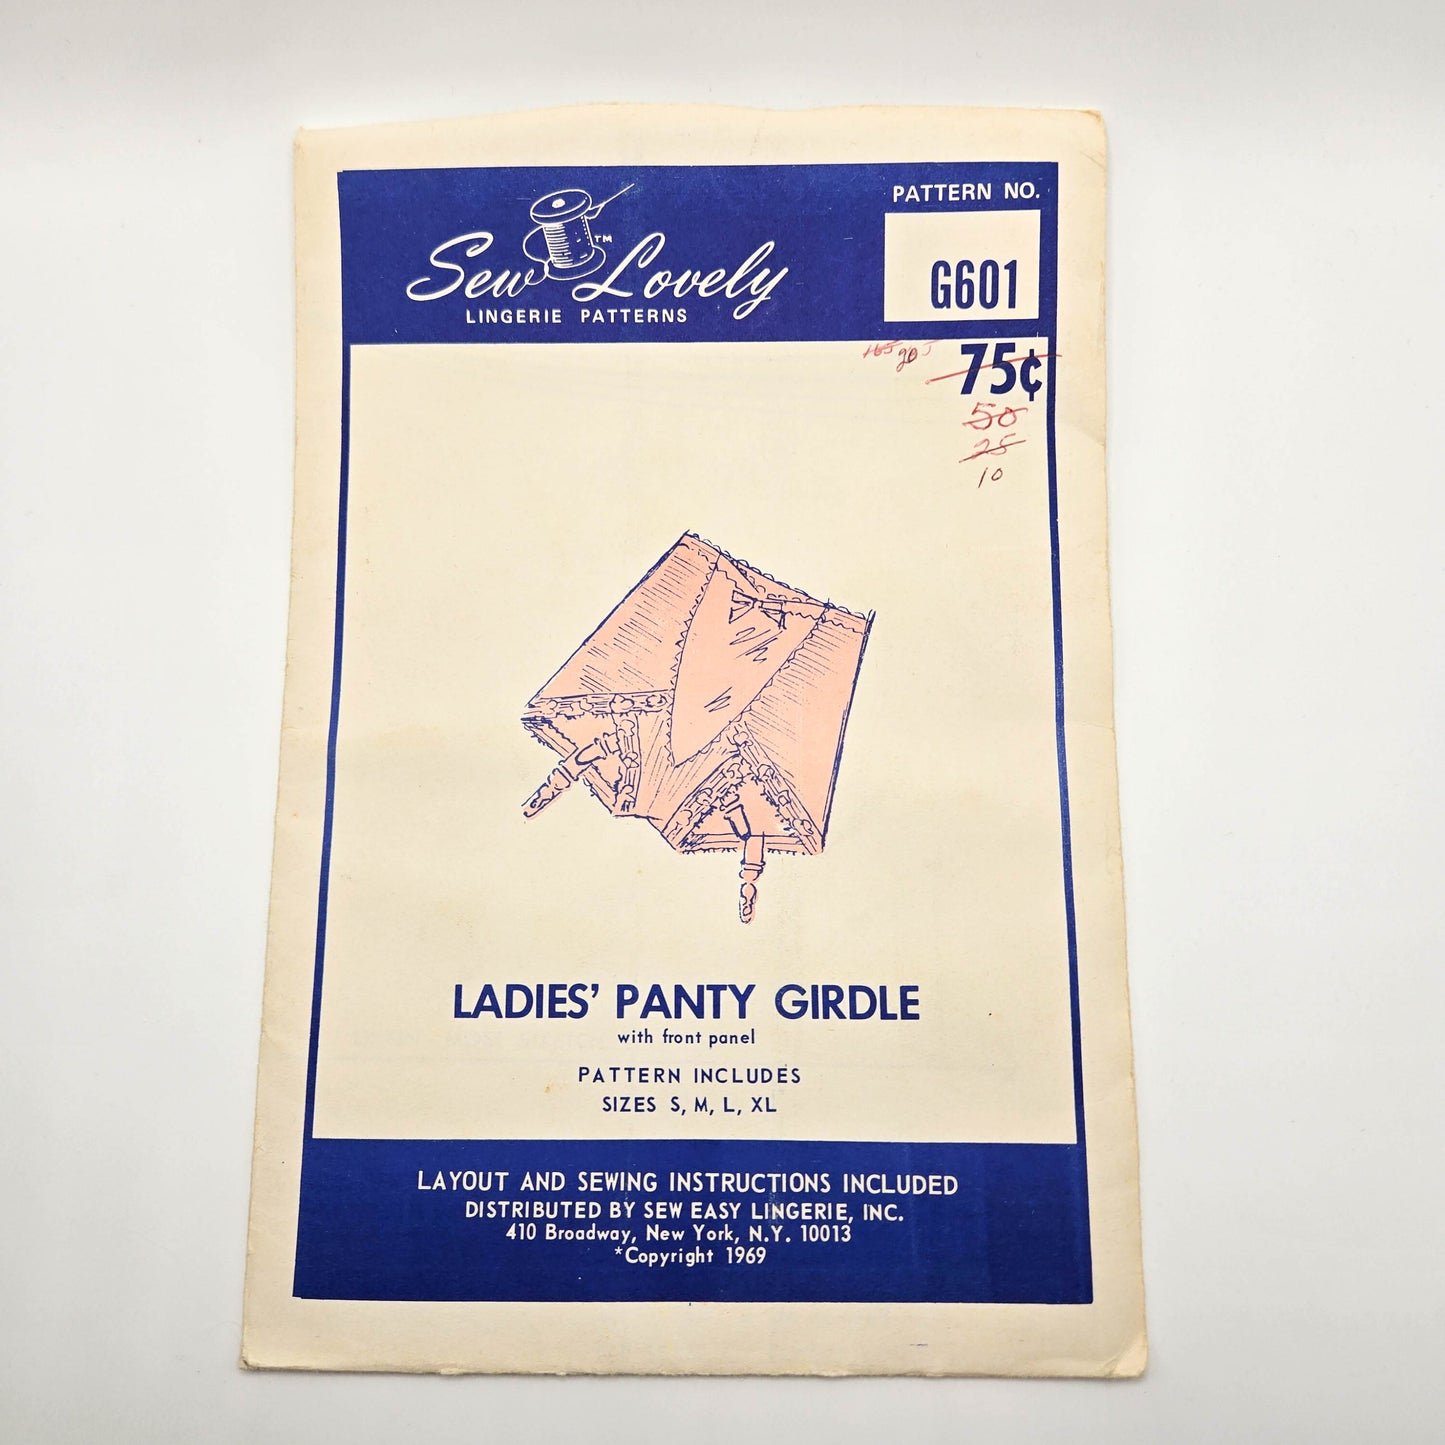 PATTERN NO.
Sew Lovely ™
LINGERIE PATTERNS
G601
75¢
50
25
10
LADIES’ PANTY GIRDLE
with front panel
PATTERN INCLUDES
SIZES S, M, L, XL
LAYOUT AND SEWING INSTRUCTIONS INCLUDED
DISTRIBUTED BY SEW EASY LINGERIE, INC.
410 Broadway, New York, N.Y. 10013
*Copyright 1969